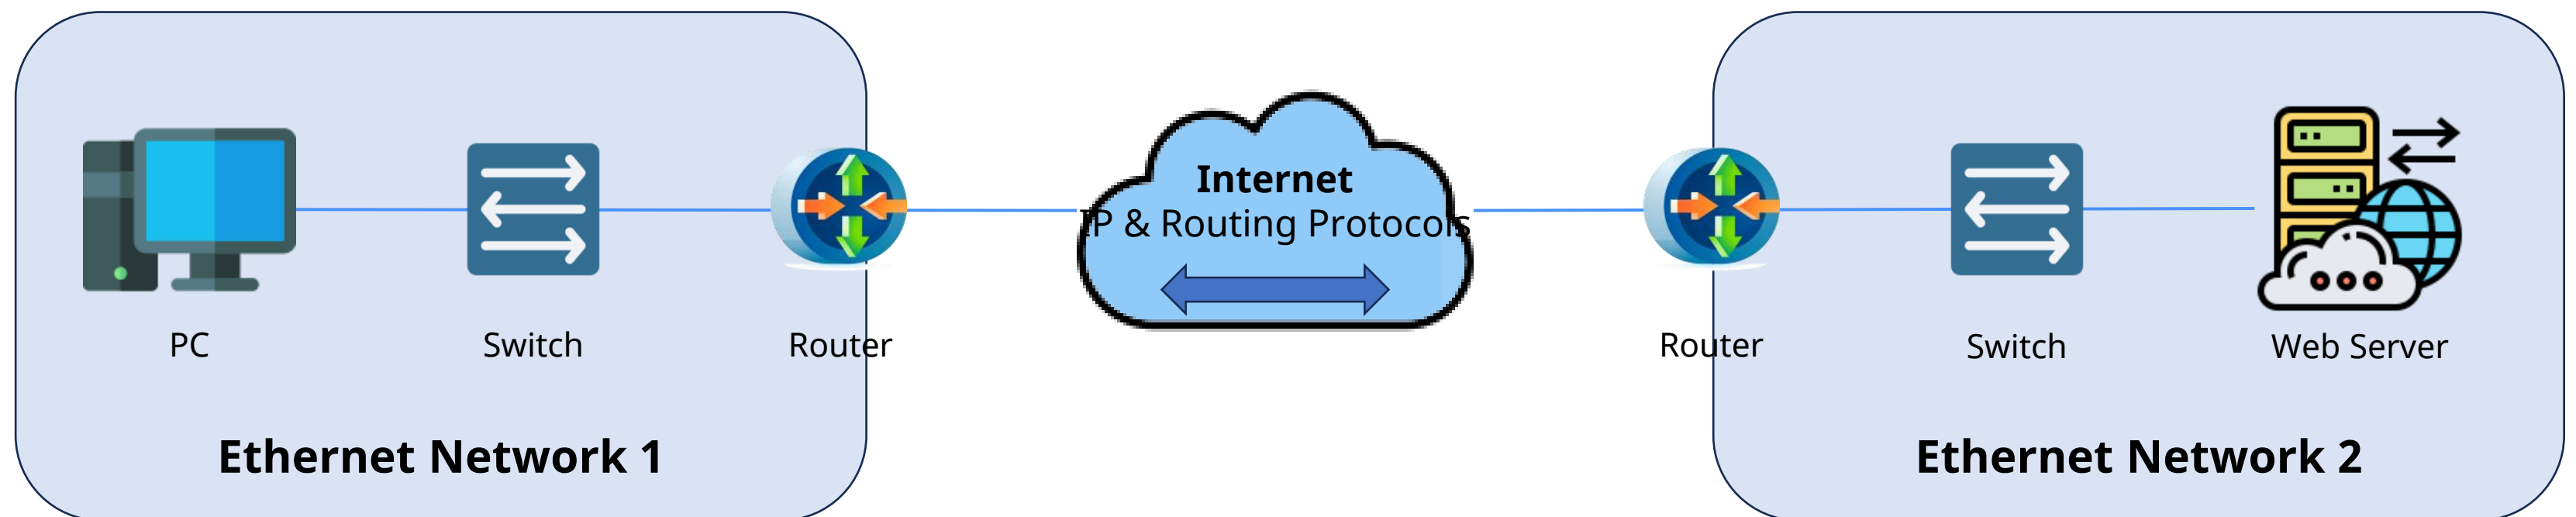 Internet
IP & Routing Protocols
PC
Switch
Router
Router
Switch
Web Server
Ethernet Network 1
Ethernet Network 2